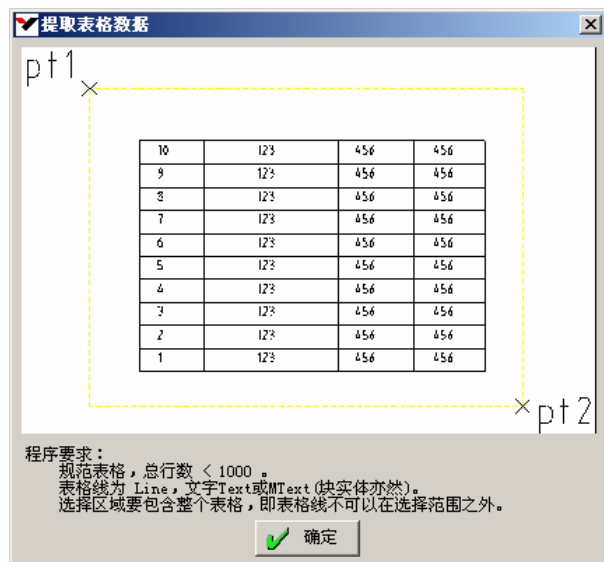 提取表格数据
pt1
10 123 456 456
9 123 456 456
8 123 456 456
7 123 456 456
6 123 456 456
5 123 456 456
4 123 456 456
3 123 456 456
2 123 456 456
1 123 456 456
pt2
程序要求：
规范表格，总行数 < 1000 。
表格线为 Line，文字Text或MText(块实体亦然)。
选择区域要包含整个表格，即表格线不可以在选择范围之外。
确定